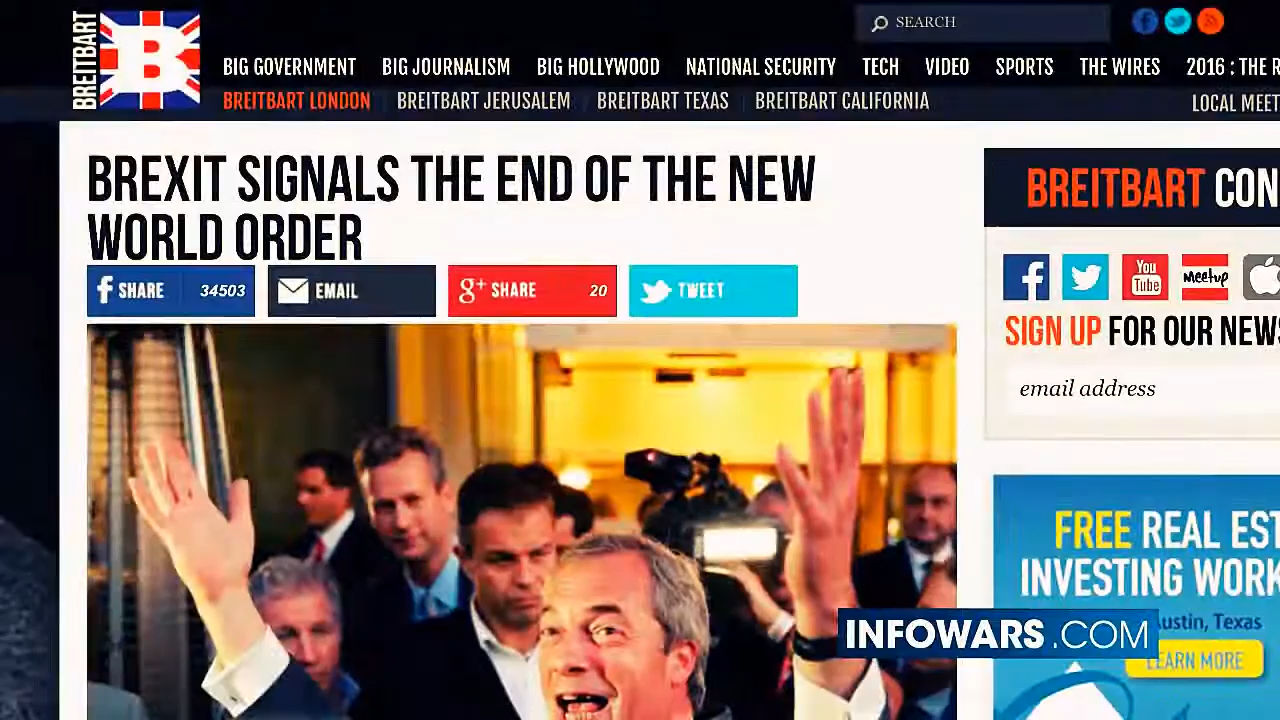 BREITBART
B
SEARCH
BIG GOVERNMENT BIG JOURNALISM BIG HOLLYWOOD NATIONAL SECURITY TECH VIDEO SPORTS THE WIRES 2016 : THE R
BREITBART LONDON BREITBART JERUSALEM BREITBART TEXAS BREITBART CALIFORNIA LOCAL MEET
BREXIT SIGNALS THE END OF THE NEW
WORLD ORDER
f SHARE 34503 EMAIL g+ SHARE 20 TWEET
BREITBART CON
f You Tube meetup
SIGN UP FOR OUR NEWS
email address
FREE REAL EST
INVESTING WORK
Austin, Texas
LEARN MORE
INFOWARS.COM